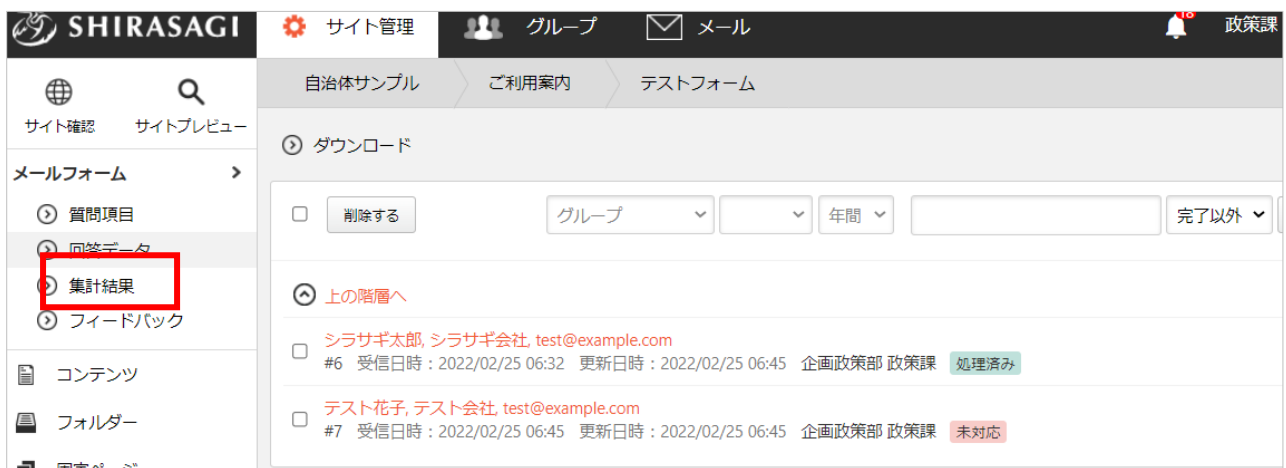 SHIRASAGI サイト管理 グループ メール 18 政策課
サイト確認 サイトプレビュー
自治体サンプル ご利用案内 テストフォーム
ダウンロード
メールフォーム
質問項目
回答データ
集計結果
フィードバック
コンテンツ
フォルダー
削除する グループ 年間 完了以外
上の階層へ
シラサギ太郎, シラサギ会社, test@example.com
#6 受信日時:2022/02/25 06:32 更新日時:2022/02/25 06:45 企画政策部 政策課 処理済み
テスト花子, テスト会社, test@example.com
#7 受信日時:2022/02/25 06:45 更新日時:2022/02/25 06:45 企画政策部 政策課 未対応